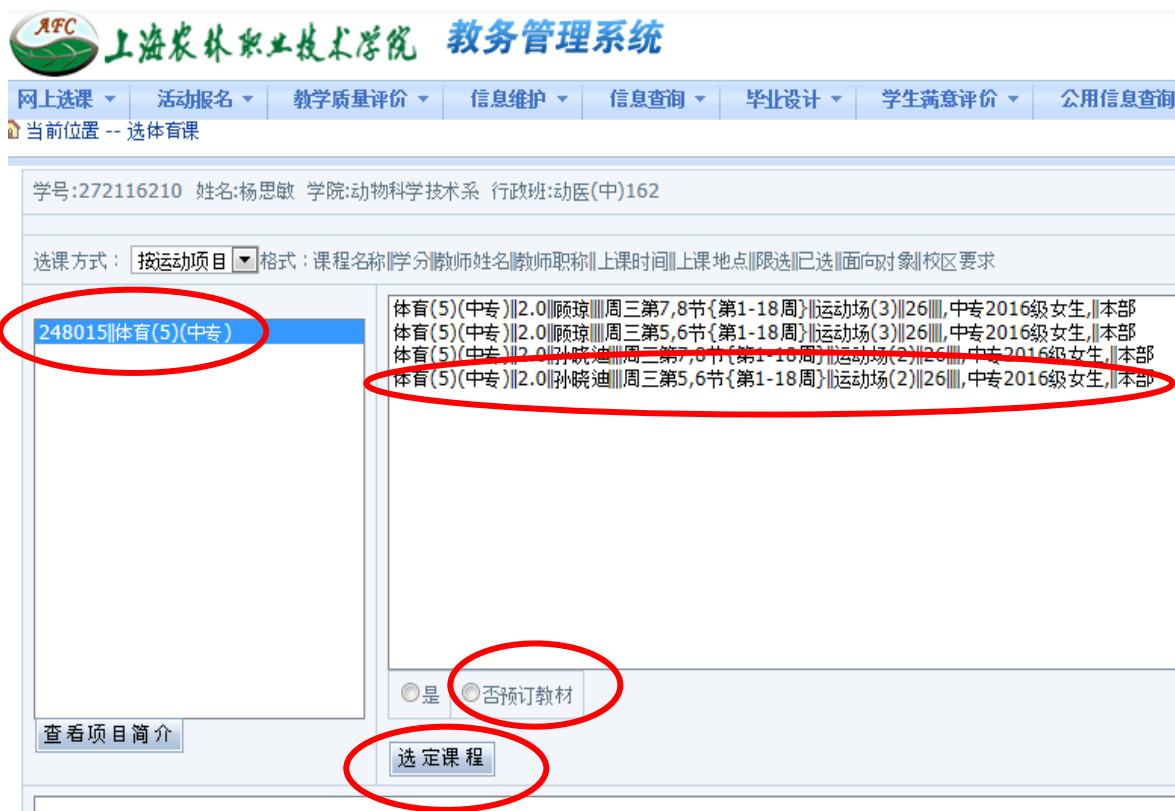 AFC 上海农林职业技术学院 教务管理系统
网上选课 活动报名 教学质量评价 信息维护 信息查询 毕业设计 学生满意评价 公用信息查询
当前位置 -- 选体育课
学号:272116210 姓名:杨思敏 学院:动物科学技术系 行政班:动医(中)162
选课方式: 按运动项目 格式:课程名称||学分||教师姓名||教师职称||上课时间||上课地点||限选||已选||面向对象||校区要求
248015||体育(5)(中专)
体育(5)(中专)||2.0||顾琼||||周三第7,8节{第1-18周}||运动场(3)||26||||,中专2016级女生,||本部
体育(5)(中专)||2.0||顾琼||||周三第5,6节{第1-18周}||运动场(3)||26||||,中专2016级女生,||本部
体育(5)(中专)||2.0||孙晓迪||||周三第7,8节{第1-18周}||运动场(2)||26||||,中专2016级女生,||本部
体育(5)(中专)||2.0||孙晓迪||||周三第5,6节{第1-18周}||运动场(2)||26||||,中专2016级女生,||本部
是 否预订教材
查看项目简介
选定课程